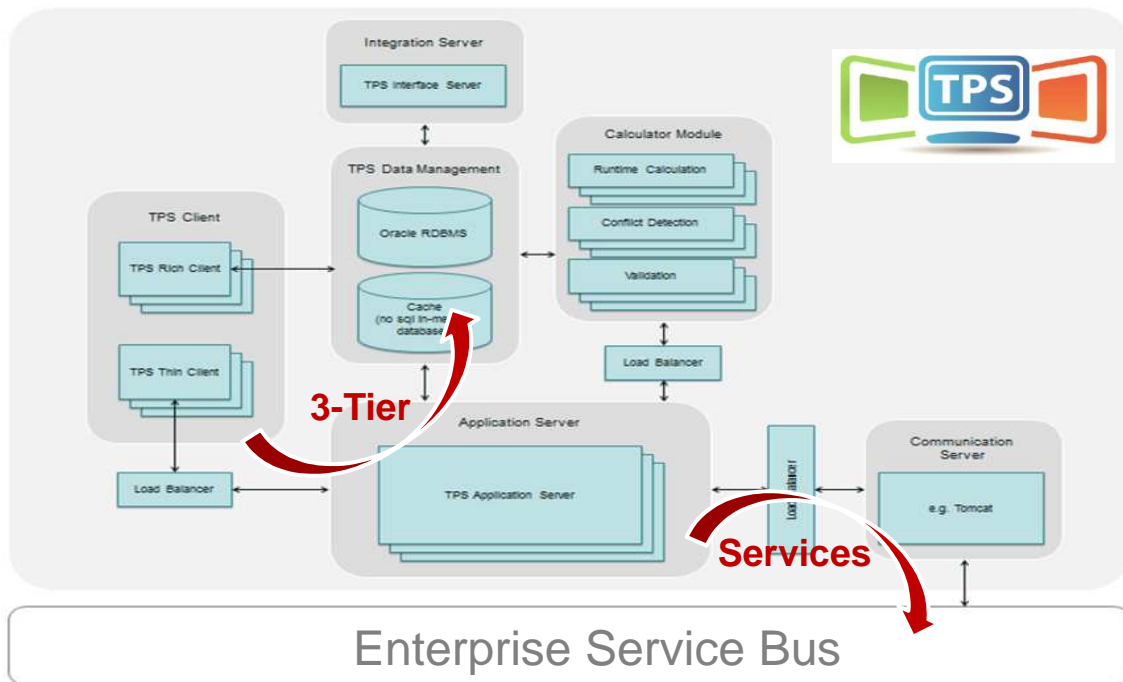 Integration Server
TPS Interface Server
TPS
Calculator Module
Runtime Calculation
Conflict Detection
Validation
TPS Data Management
Oracle RDBMS
Cache
(no sql in-me
database
TPS Client
TPS Rich Client
TPS Thin Client
Load Balancer
3-Tier
Load Balancer
Application Server
TPS Application Server
Load Balancer
Communication
Server
e.g. Tomcat
Services
Enterprise Service Bus